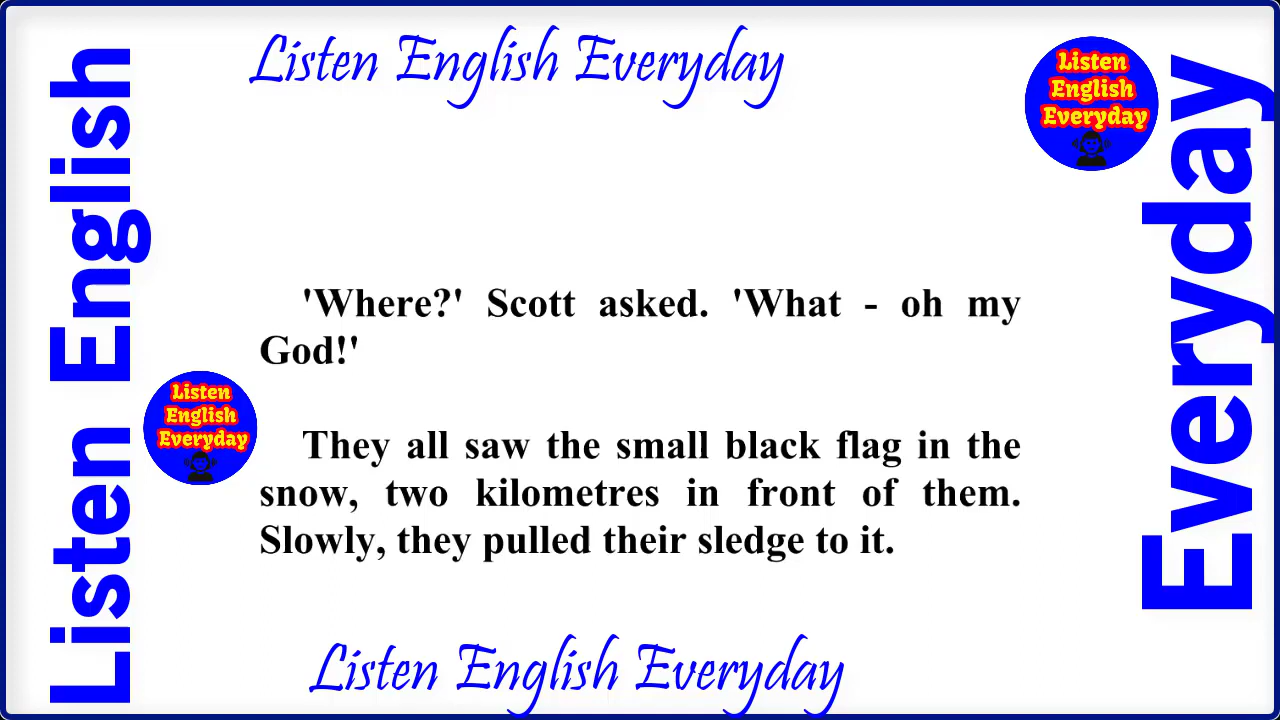 Listen English Everyday
Listen
English
Everyday
Listen English
Everyday
'Where?' Scott asked. 'What - oh my
God!'
Listen
English
Everyday
They all saw the small black flag in the
snow, two kilometres in front of them.
Slowly, they pulled their sledge to it.
Listen English Everyday